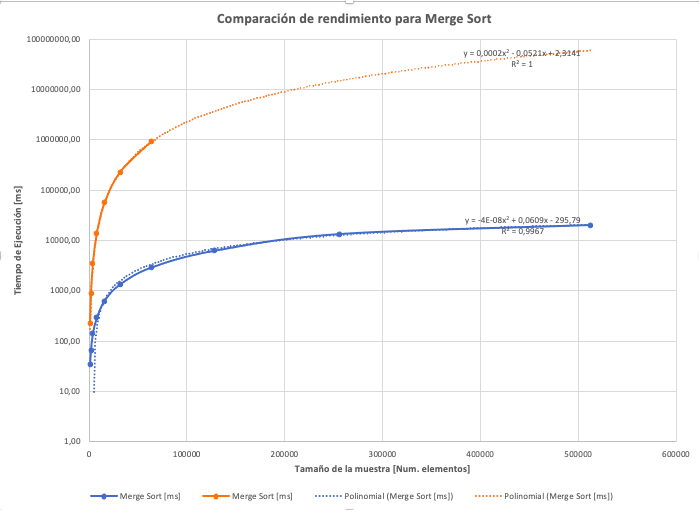 Comparación de rendimiento para Merge Sort
100000000,00
10000000,00
1000000,00
100000,00
10000,00
1000,00
100,00
10,00
1,00
Tiempo de Ejecución [ms]
y = 0,0002x² - 0,0521x + 2,3141
R² = 1
y = -4E-08x² + 0,0609x - 295,79
R² = 0,9967
0 100000 200000 300000 400000 500000 600000
Tamaño de la muestra [Num. elementos]
Merge Sort [ms] Merge Sort [ms] Polinomial (Merge Sort [ms]) Polinomial (Merge Sort [ms])